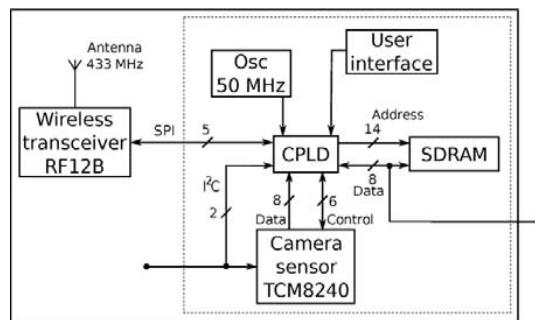 Antenna
433 MHz
Osc
50 MHz
User
interface
Wireless
transceiver
RF12B
SPI
5
Address
14
CPLD
SDRAM
8
Data
I²C
2
8
Data
6
Control
Camera
sensor
TCM8240